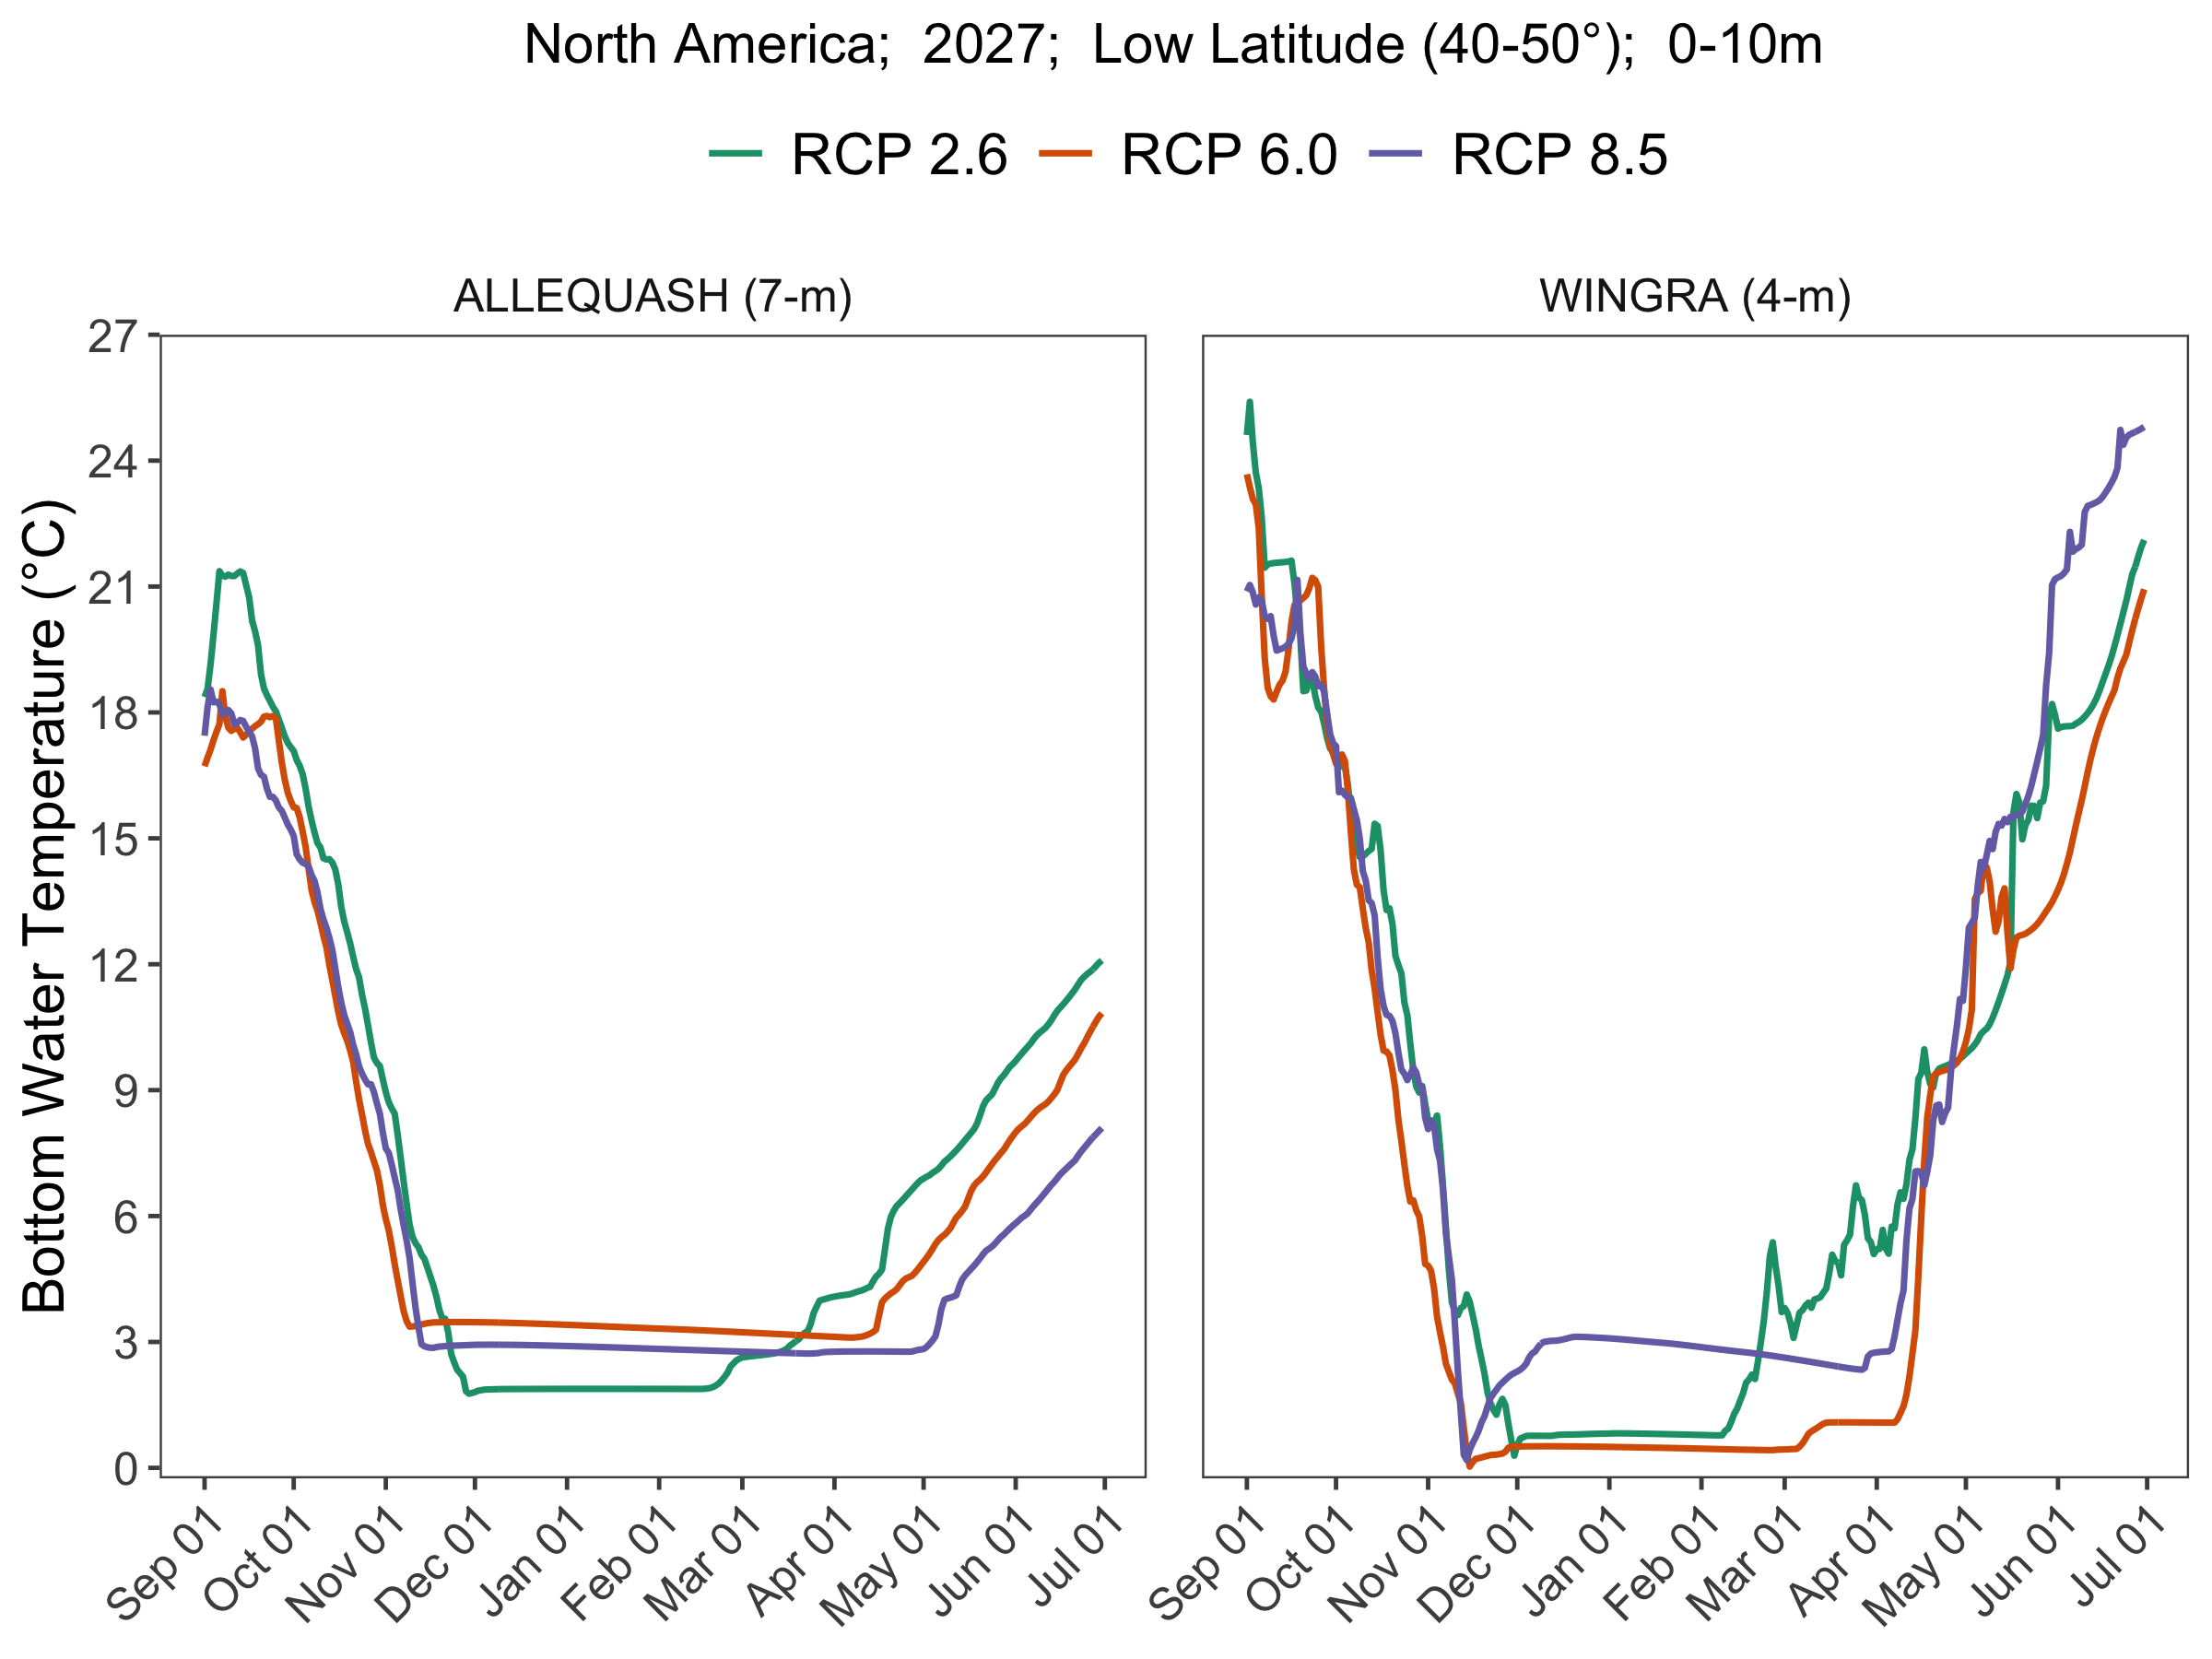 North America;  2027;  Low Latitude (40-50°);  0-10m
RCP 2.6 RCP 6.0 RCP 8.5
ALLEQUASH (7-m)
WINGRA (4-m)
Bottom Water Temperature (°C)
27
24
21
18
15
12
9
6
3
0
Sep 01
Oct 01
Nov 01
Dec 01
Jan 01
Feb 01
Mar 01
Apr 01
May 01
Jun 01
Jul 01
Sep 01
Oct 01
Nov 01
Dec 01
Jan 01
Feb 01
Mar 01
Apr 01
May 01
Jun 01
Jul 01